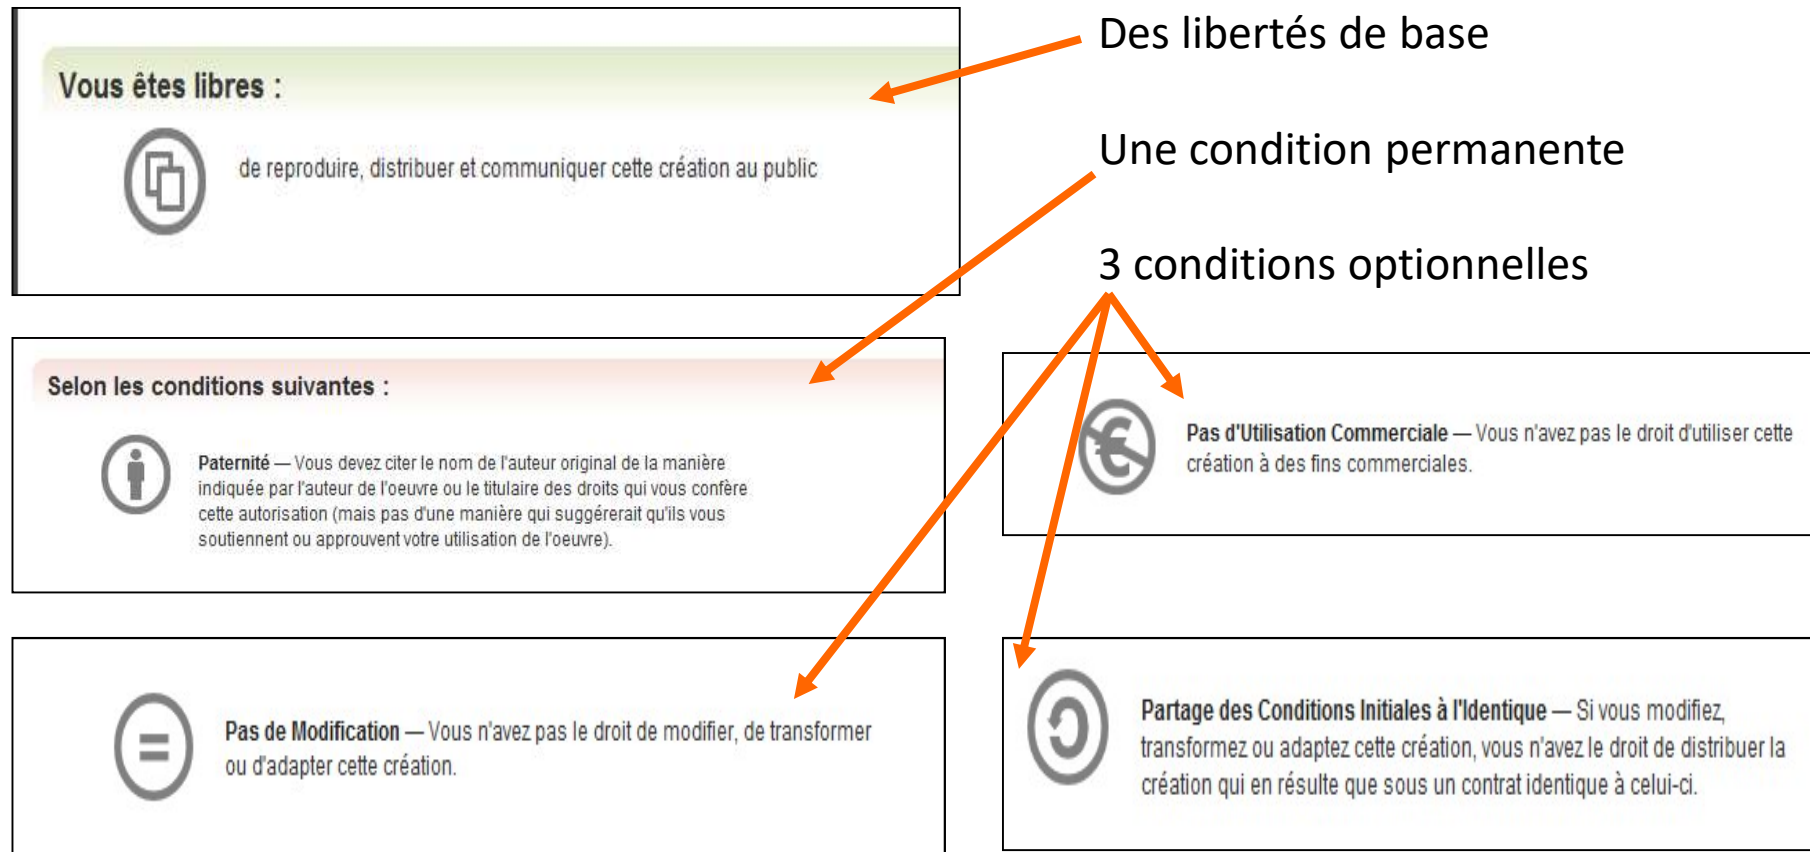 Des libertés de base
Vous êtes libres :
de reproduire, distribuer et communiquer cette création au public
Une condition permanente
3 conditions optionnelles
Selon les conditions suivantes :
Paternité — Vous devez citer le nom de l'auteur original de la manière
indiquée par l'auteur de l'oeuvre ou le titulaire des droits qui vous confère
cette autorisation (mais pas d'une manière qui suggérerait qu'ils vous
soutiennent ou approuvent votre utilisation de l'oeuvre).
Pas d'Utilisation Commerciale — Vous n'avez pas le droit d'utiliser cette
création à des fins commerciales.
Pas de Modification — Vous n'avez pas le droit de modifier, de transformer
ou d'adapter cette création.
Partage des Conditions Initiales à l'Identique — Si vous modifiez,
transformez ou adaptez cette création, vous n'avez le droit de distribuer la
création qui en résulte que sous un contrat identique à celui-ci.